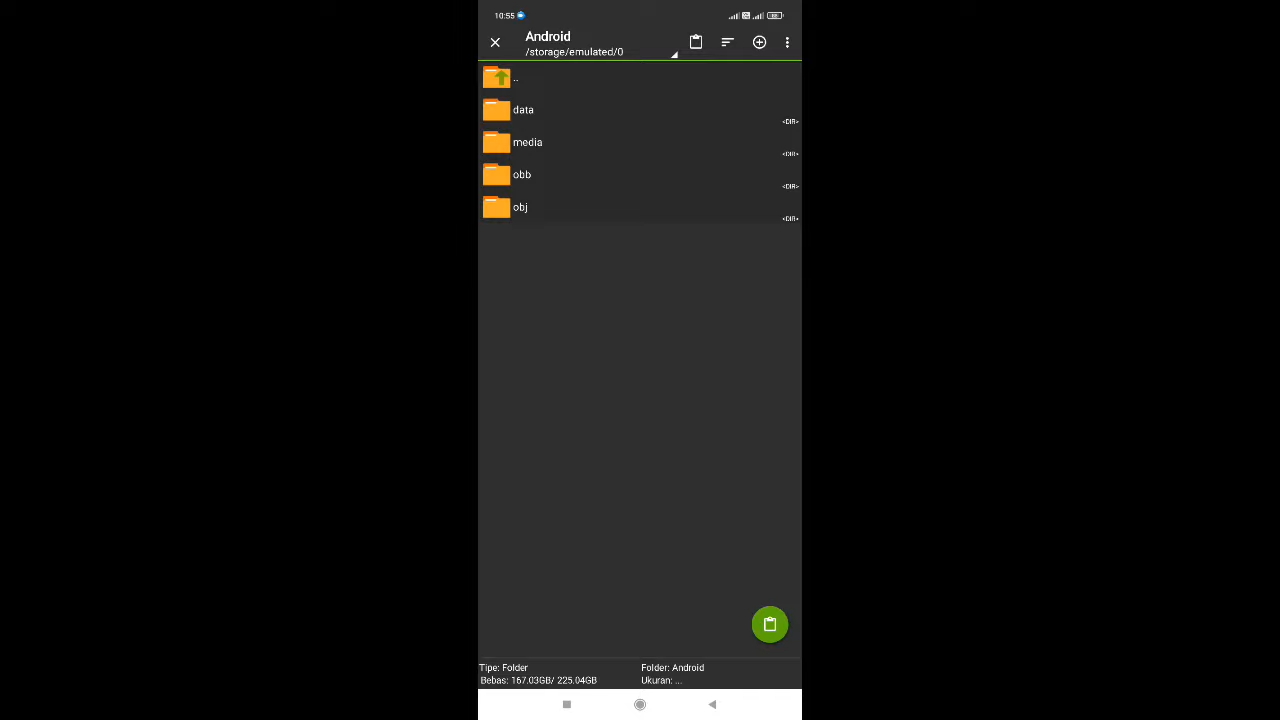 10:55
Android
/storage/emulated/0
..
data
<DIR>
media
<DIR>
obb
<DIR>
obj
<DIR>
Tipe: Folder
Folder: Android
Bebas: 167.03GB/ 225.04GB
Ukuran: ...